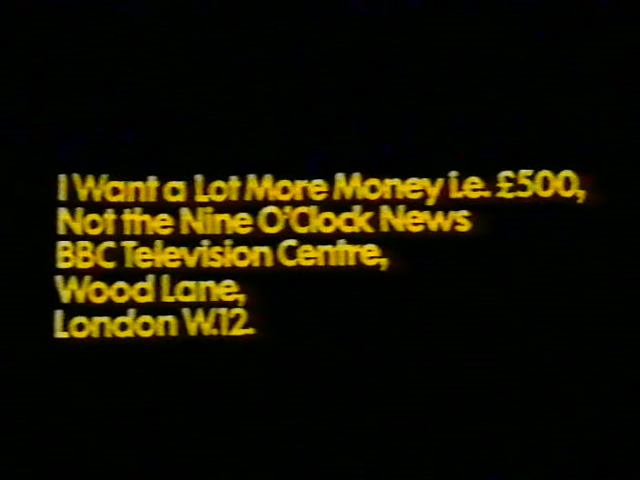 I Want a Lot More Money i.e. £500,
Not the Nine O'Clock News
BBC Television Centre,
Wood Lane,
London W.12.